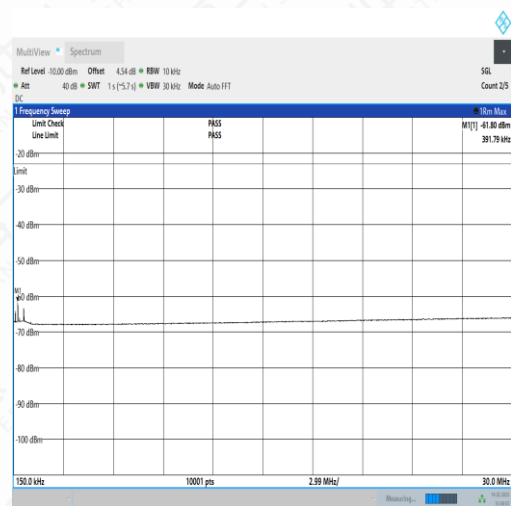 MultiView Spectrum
Ref Level -10.00 dBm Offset 4.54 dB RBW 10 kHz SGL
Att 40 dB SWT 1 s (~5.7 s) VBW 30 kHz Mode Auto FFT Count 2/5
DC
1 Frequency Sweep 1Rm Max
Limit Check PASS M1[1] -61.80 dBm
Line Limit PASS 391.79 kHz
-20 dBm
Limit
-30 dBm
-40 dBm
-50 dBm
M1
-60 dBm
-70 dBm
-80 dBm
-90 dBm
-100 dBm
150.0 kHz 10001 pts 2.99 MHz/ 30.0 MHz
Measuring...